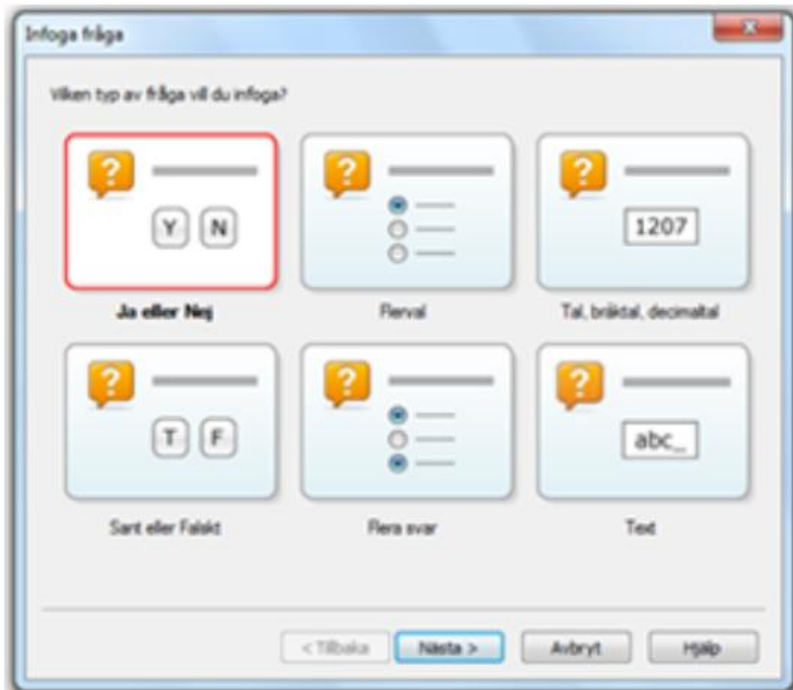 Infoga fråga
Vilken typ av fråga vill du infoga?
? Y N
? 
? 1207
Ja eller Nej
Flerval
Tal, bråktal, decimaltal
? T F
?
? abc_
Sant eller Falskt
Flera svar
Text
< Tillbaka
Nästa >
Avbryt
Hjälp